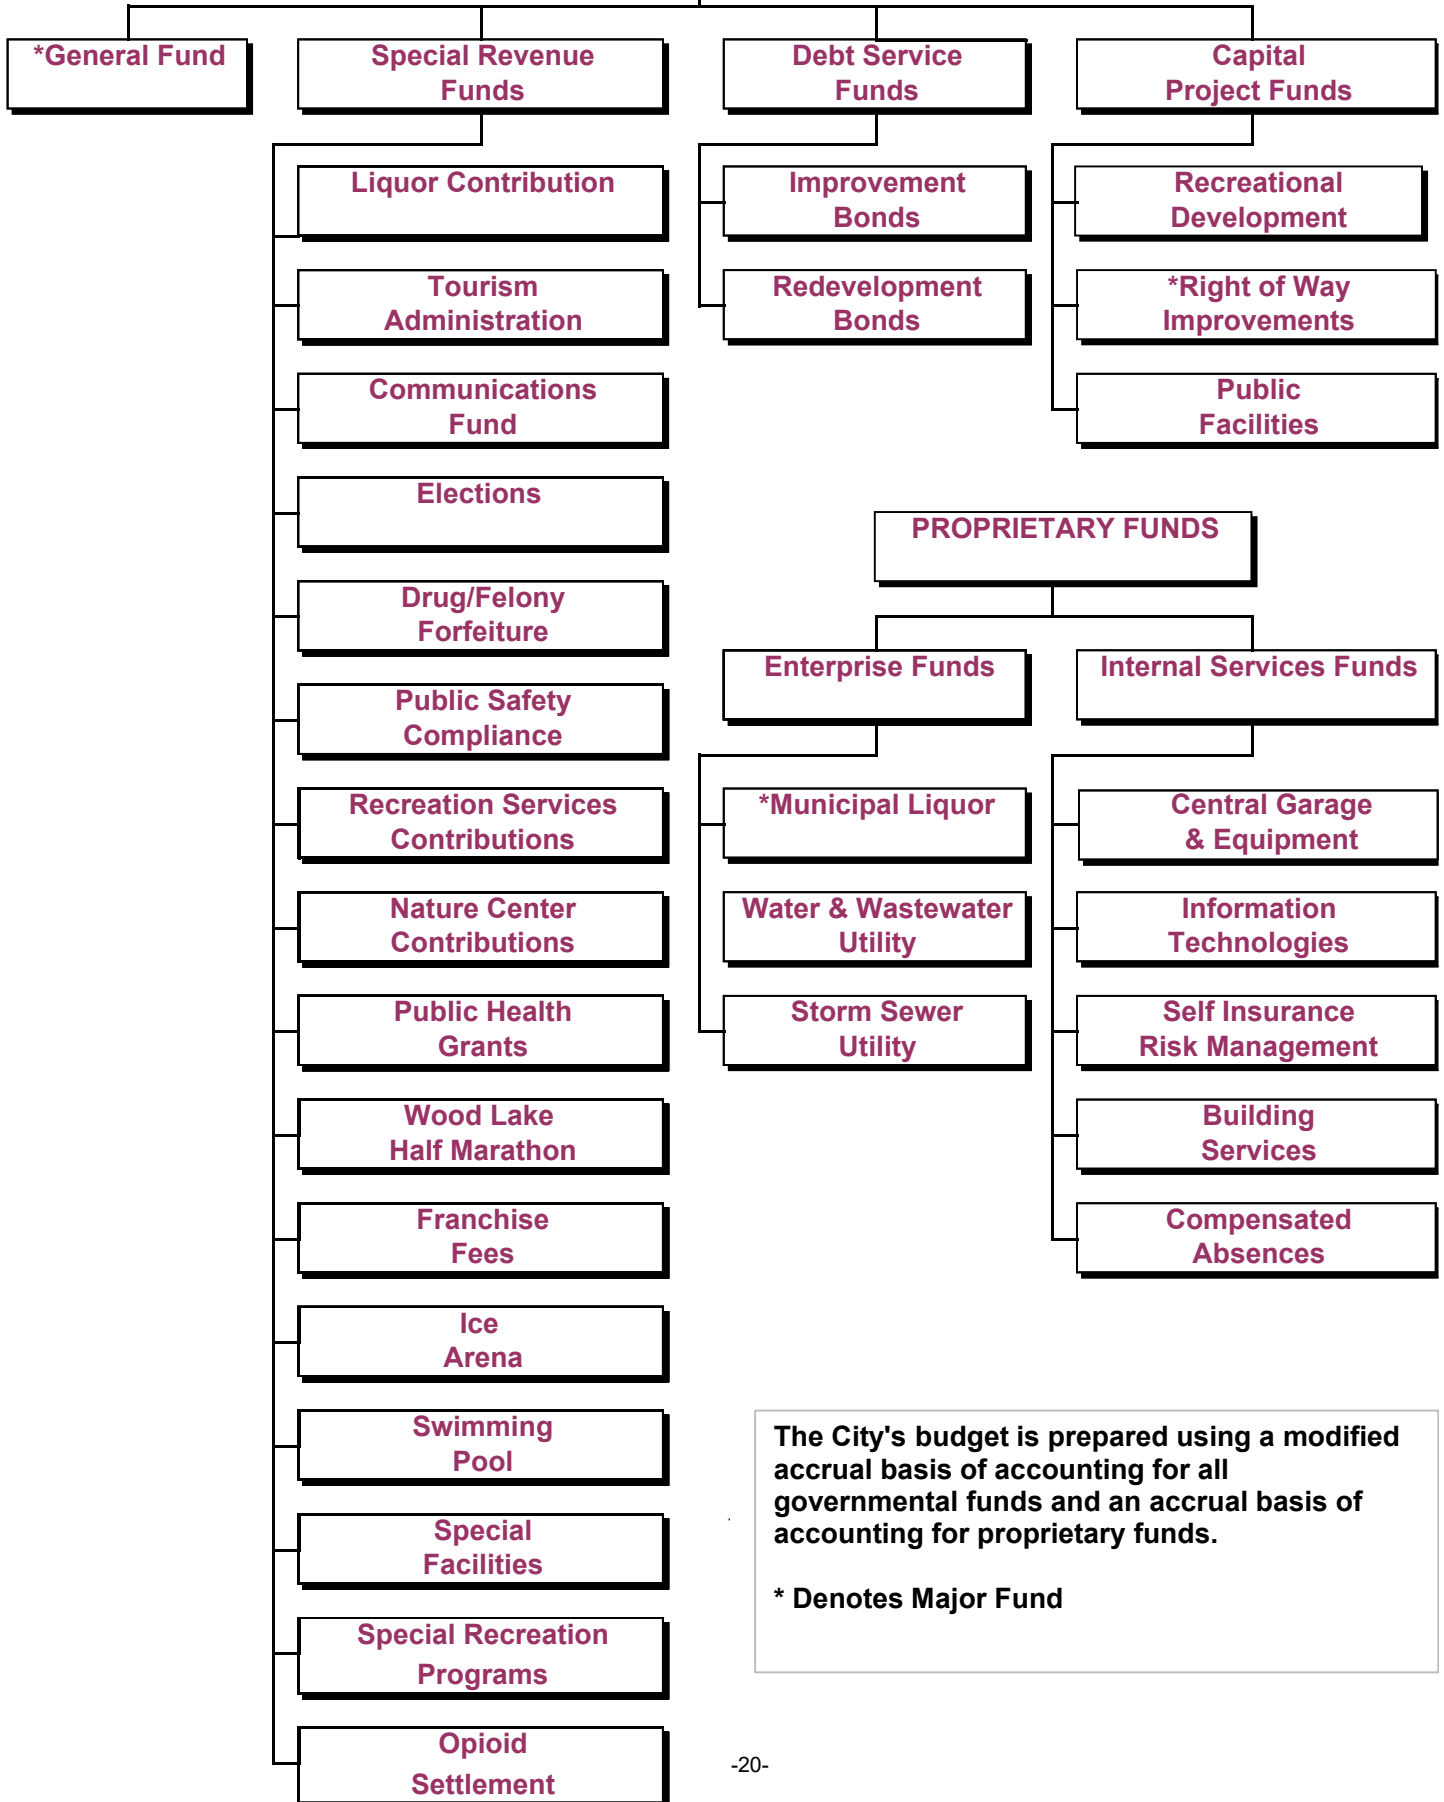 *General Fund
Special Revenue
Funds
Debt Service
Funds
Capital
Project Funds
Liquor Contribution
Tourism
Administration
Communications
Fund
Elections
Drug/Felony
Forfeiture
Public Safety
Compliance
Recreation Services
Contributions
Nature Center
Contributions
Public Health
Grants
Wood Lake
Half Marathon
Franchise
Fees
Ice
Arena
Swimming
Pool
Special
Facilities
Special Recreation
Programs
Opioid
Settlement
Improvement
Bonds
Redevelopment
Bonds
Recreational
Development
*Right of Way
Improvements
Public
Facilities
PROPRIETARY FUNDS
Enterprise Funds
Internal Services Funds
*Municipal Liquor
Water & Wastewater
Utility
Storm Sewer
Utility
Central Garage
& Equipment
Information
Technologies
Self Insurance
Risk Management
Building
Services
Compensated
Absences
The City's budget is prepared using a modified
accrual basis of accounting for all
governmental funds and an accrual basis of
accounting for proprietary funds.
* Denotes Major Fund
-20-